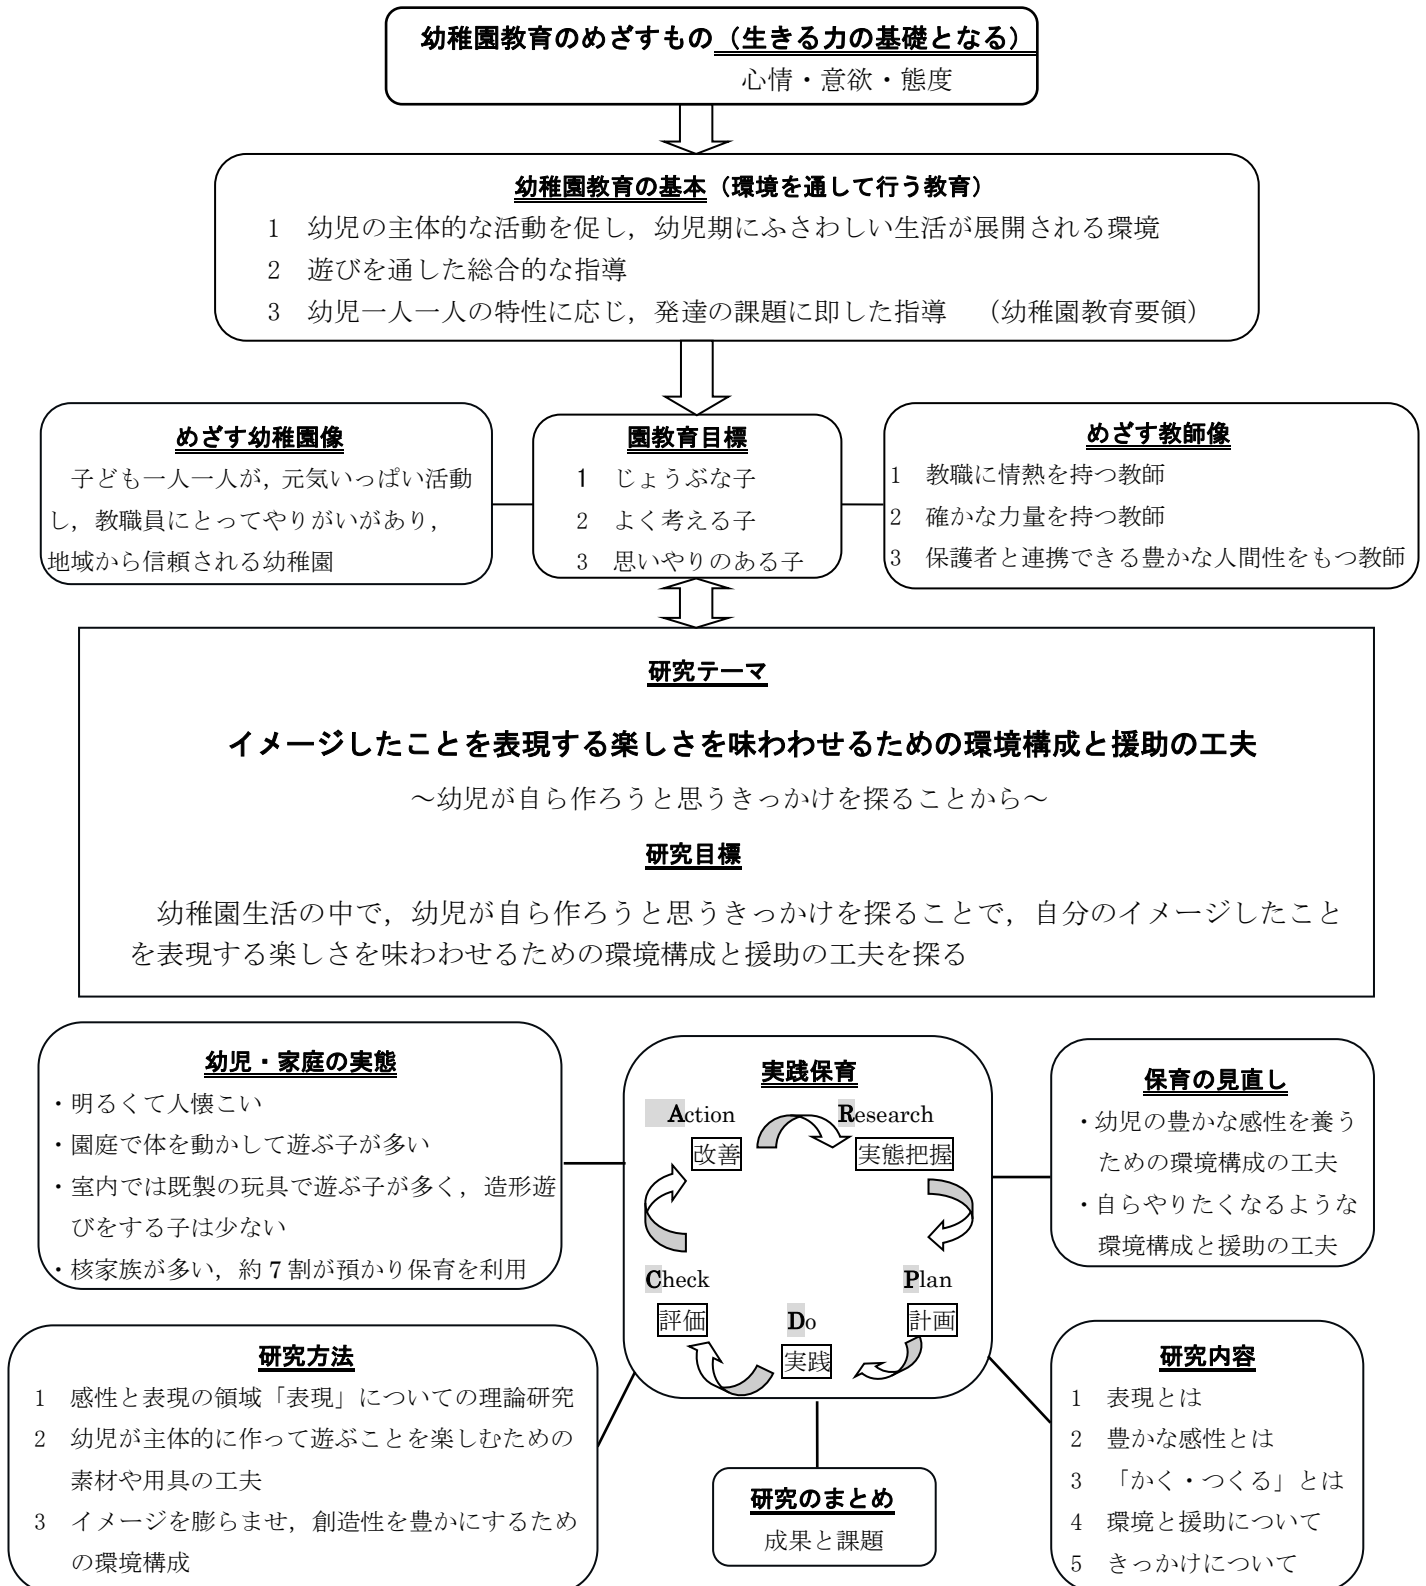 幼稚園教育のめざすもの（生きる力の基礎となる）
心情・意欲・態度
幼稚園教育の基本（環境を通して行う教育）
1　幼児の主体的な活動を促し，幼児期にふさわしい生活が展開される環境
2　遊びを通した総合的な指導
3　幼児一人一人の特性に応じ，発達の課題に即した指導　（幼稚園教育要領）
めざす幼稚園像
子ども一人一人が，元気いっぱい活動
し，教職員にとってやりがいがあり，
地域から信頼される幼稚園
園教育目標
1　じょうぶな子
2　よく考える子
3　思いやりのある子
めざす教師像
1　教職に情熱を持つ教師
2　確かな力量を持つ教師
3　保護者と連携できる豊かな人間性をもつ教師
研究テーマ
イメージしたことを表現する楽しさを味わわせるための環境構成と援助の工夫
～幼児が自ら作ろうと思うきっかけを探ることから～
研究目標
幼稚園生活の中で，幼児が自ら作ろうと思うきっかけを探ることで，自分のイメージしたこと
を表現する楽しさを味わわせるための環境構成と援助の工夫を探る
幼児・家庭の実態
・明るくて人懐こい
・園庭で体を動かして遊ぶ子が多い
・室内では既製の玩具で遊ぶ子が多く，造形遊
びをする子は少ない
・核家族が多い，約７割が預かり保育を利用
実践保育
Action
改善
Research
実態把握
Plan
計画
Do
実践
Check
評価
保育の見直し
・幼児の豊かな感性を養う
ための環境構成の工夫
・自らやりたくなるような
環境構成と援助の工夫
研究方法
1　感性と表現の領域「表現」についての理論研究
2　幼児が主体的に作って遊ぶことを楽しむための
素材や用具の工夫
3　イメージを膨らませ，創造性を豊かにするため
の環境構成
研究のまとめ
成果と課題
研究内容
1　表現とは
2　豊かな感性とは
3　「かく・つくる」とは
4　環境と援助について
5　きっかけについて